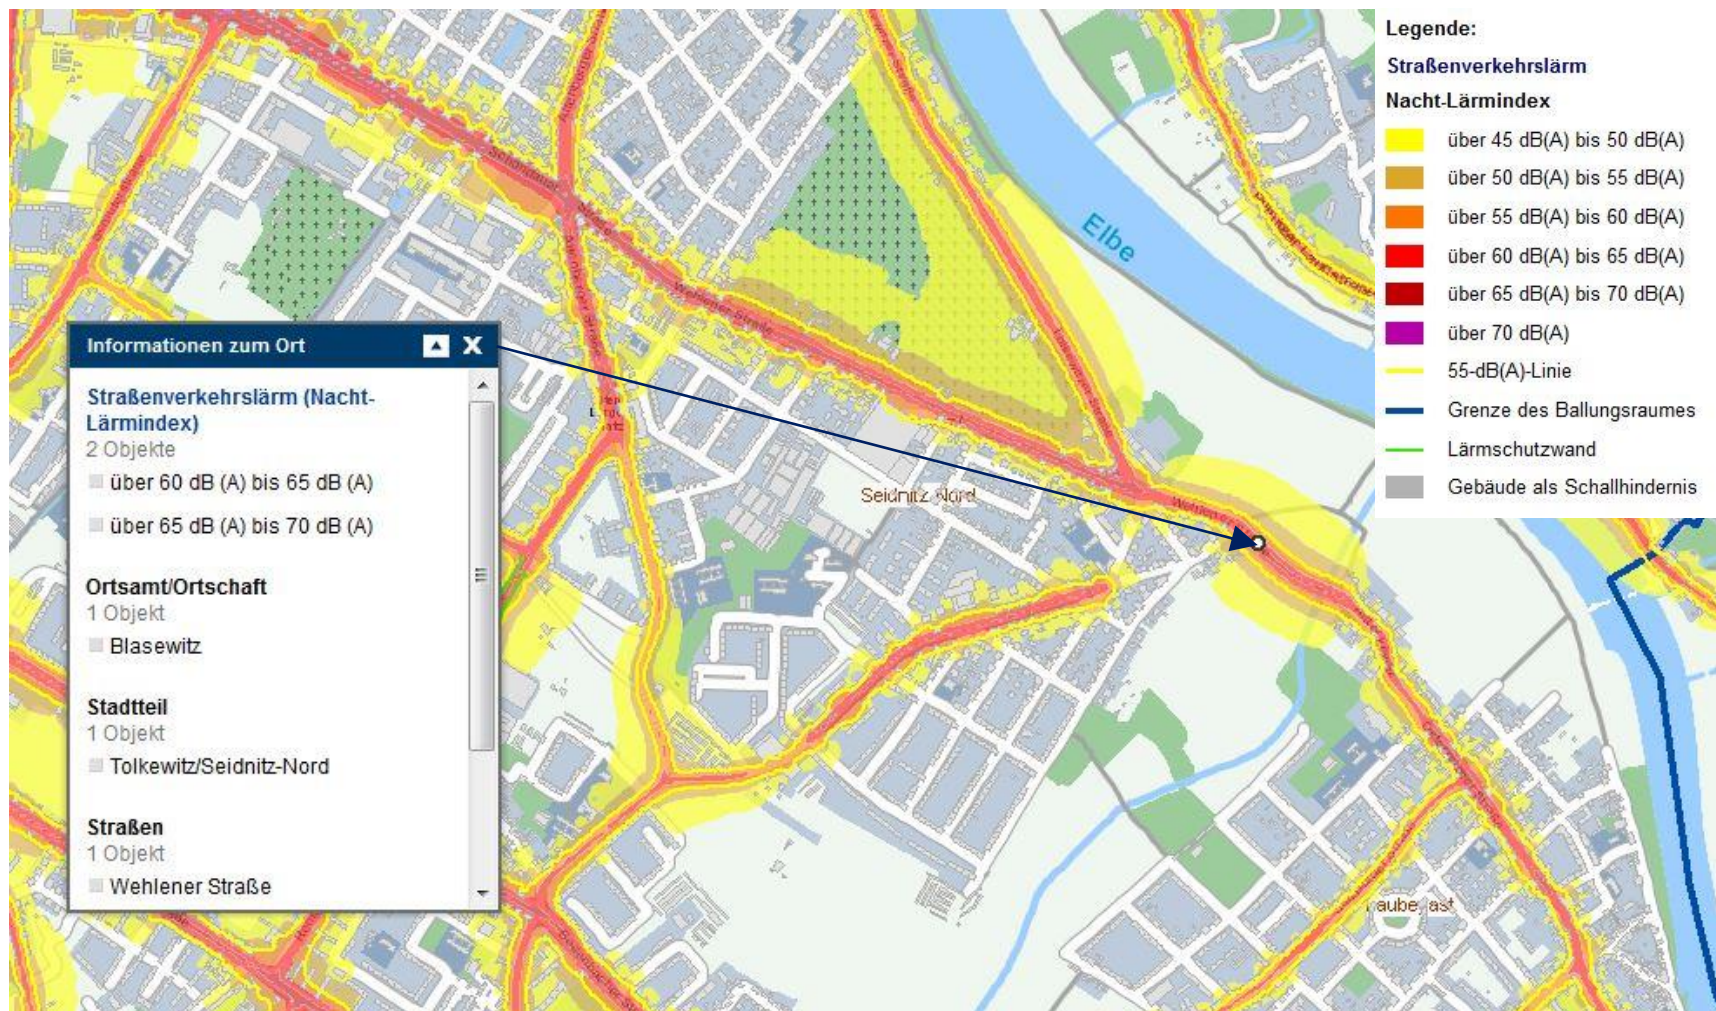 Legende:
Straßenverkehrslärm
Nacht-Lärmindex
über 45 dB(A) bis 50 dB(A)
über 50 dB(A) bis 55 dB(A)
über 55 dB(A) bis 60 dB(A)
über 60 dB(A) bis 65 dB(A)
über 65 dB(A) bis 70 dB(A)
über 70 dB(A)
55-dB(A)-Linie
Grenze des Ballungsraumes
Lärmschutzwand
Gebäude als Schallhindernis
Elbe
Wehlener Straße
Seidnitz Nord
Informationen zum Ort
Straßenverkehrslärm (Nacht-
Lärmindex)
2 Objekte
über 60 dB (A) bis 65 dB (A)
über 65 dB (A) bis 70 dB (A)
Ortsamt/Ortschaft
1 Objekt
Blasewitz
Stadtteil
1 Objekt
Tolkewitz/Seidnitz-Nord
Straßen
1 Objekt
Wehlener Straße